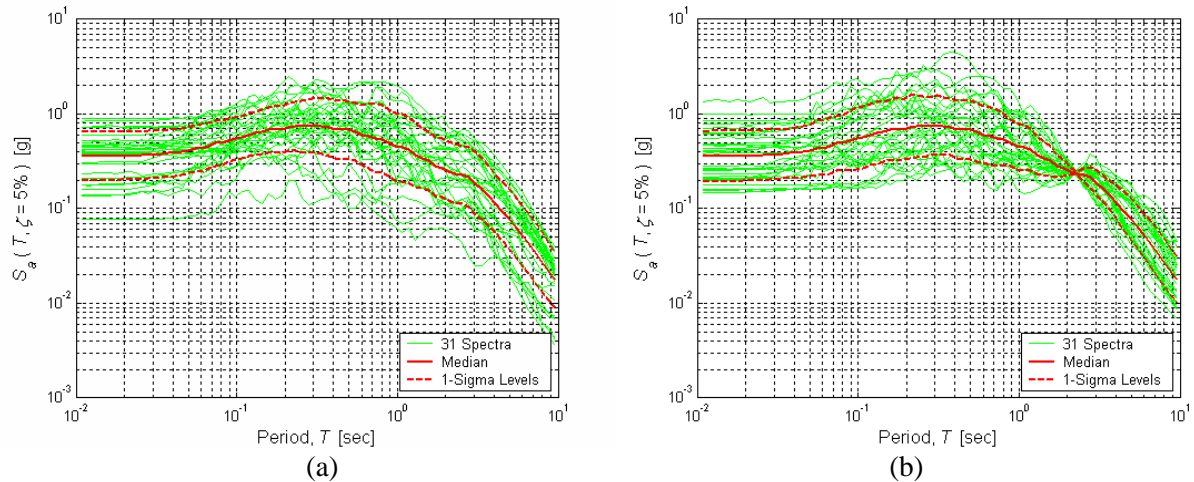 10^1
10^0
10^-1
10^-2
10^-3
S_a ( T, ζ = 5% ) [g]
31 Spectra
Median
1-Sigma Levels
10^-2
10^-1
10^0
10^1
Period, T [sec]
(a)
10^1
10^0
10^-1
10^-2
10^-3
S_a ( T, ζ = 5% ) [g]
31 Spectra
Median
1-Sigma Levels
10^-2
10^-1
10^0
10^1
Period, T [sec]
(b)